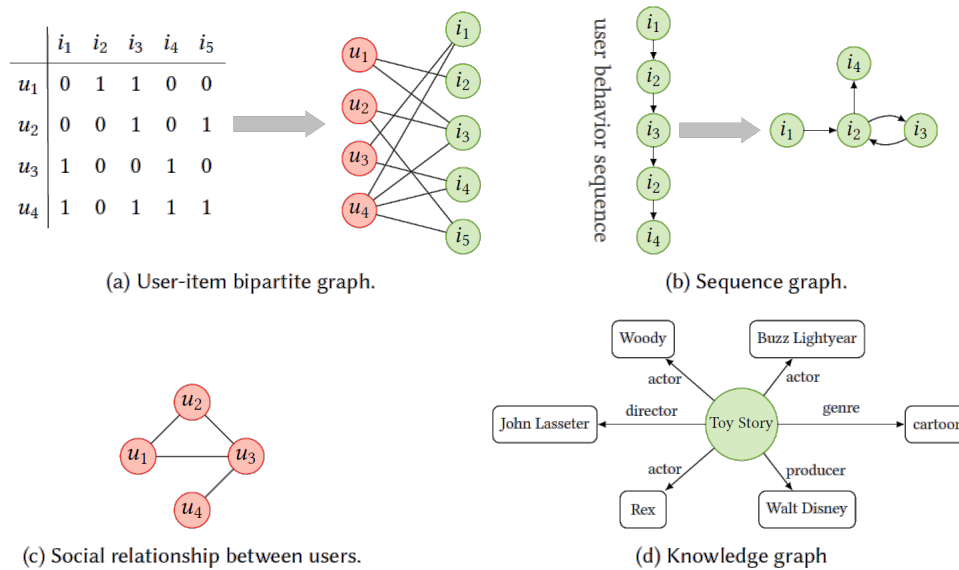 i1 i2 i3 i4 i5
u1 0 1 1 0 0
u2 0 0 1 0 1
u3 1 0 0 1 0
u4 1 0 1 1 1
u1
u2
u3
u4
i1
i2
i3
i4
i5
(a) User-item bipartite graph.
user behavior sequence
i1
i2
i3
i2
i4
i4
i1 i2 i3
(b) Sequence graph.
u2
u1 u3
u4
(c) Social relationship between users.
Woody Buzz Lightyear
actor actor
John Lasseter director Toy Story genre cartoon
actor producer
Rex Walt Disney
(d) Knowledge graph